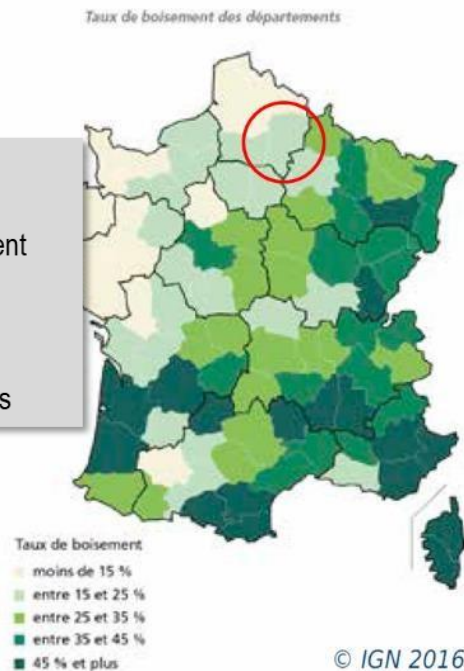 Taux de boisement des départements
ent
s
Taux de boisement
moins de 15 %
entre 15 et 25 %
entre 25 et 35 %
entre 35 et 45 %
45 % et plus
© IGN 2016